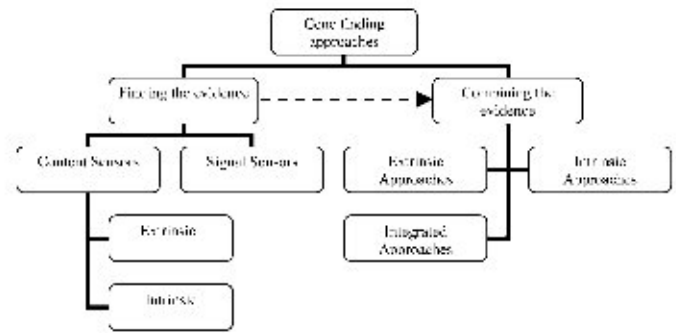 Gene finding
approaches
Finding the evidence
Combining the
evidence
Content Sensors
Signal Sensors
Extrinsic
Approaches
Intrinsic
Approaches
Extrinsic
Integrated
Approaches
Intrinsic